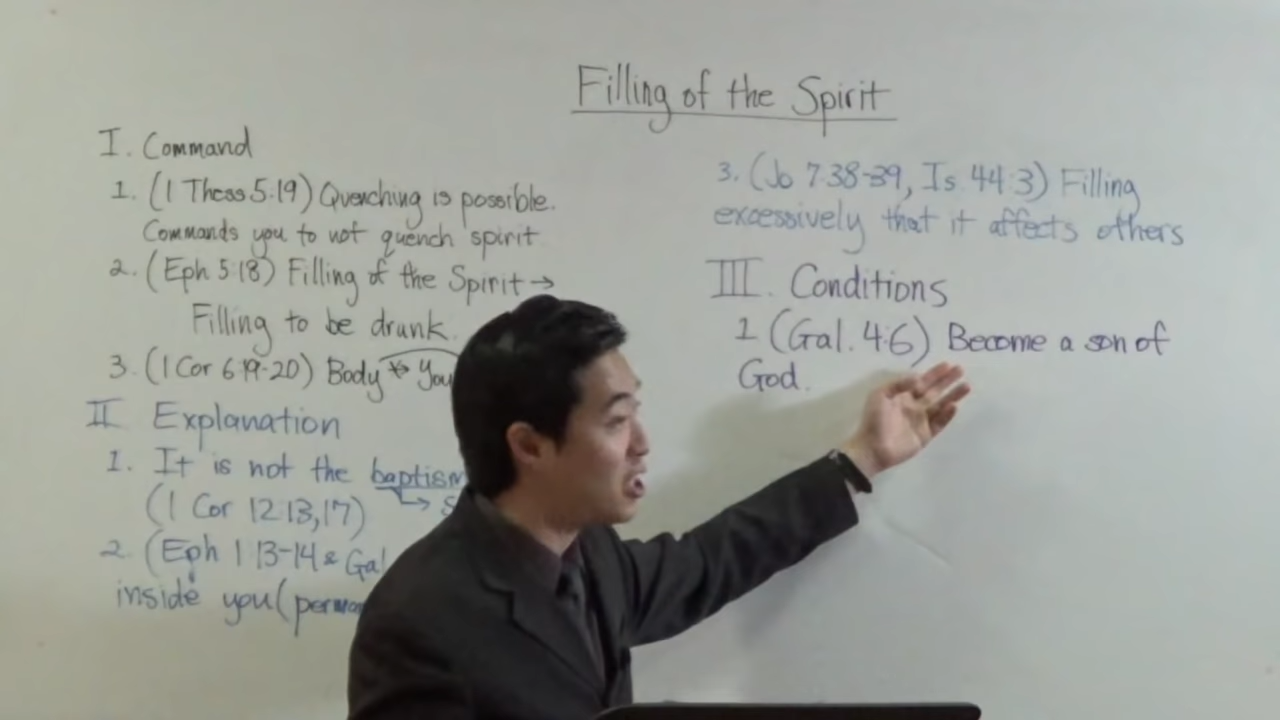 Filling of the Spirit
I. Command
1. (1 Thess 5:19) Quenching is possible.
Commands you to not quench spirit
2. (Eph 5:18) Filling of the Spirit →
Filling to be drunk.
3. (1 Cor 6:19-20) Body
II Explanation
1. It is not the baptism
(1 Cor 12:13,17)
2. (Eph 1:13-14 & Gal
inside you
3. (Jo 7:38-39, Is. 44:3) Filling
excessively that it affects others
III. Conditions
1 (Gal. 4:6) Become a son of
God.